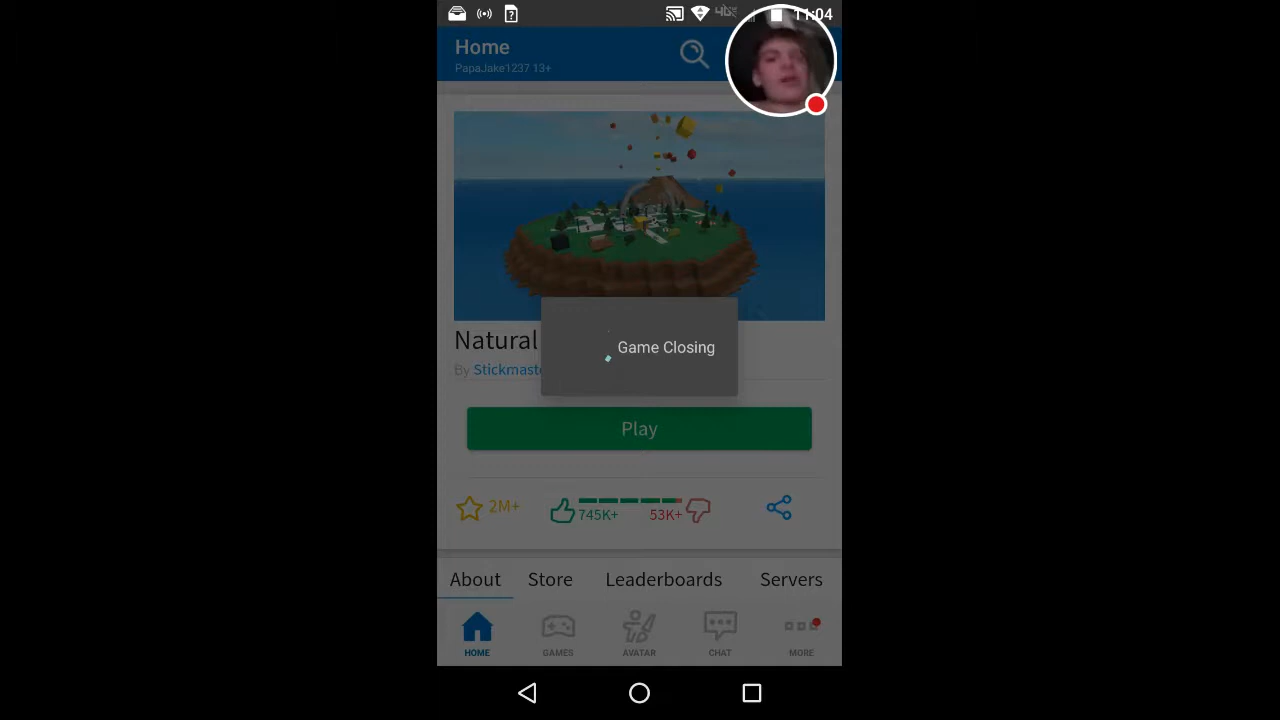 11:04
Home
PapaJake1237 13+
Natural
By Stickmast
Game Closing
Play
2M+
745K+
53K+
About Store Leaderboards Servers
HOME GAMES AVATAR CHAT MORE